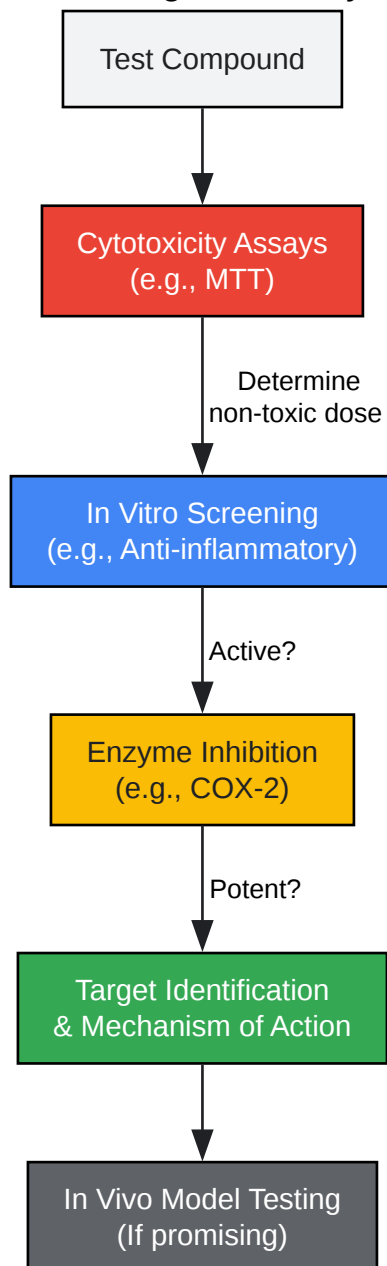 Test Compound
Cytotoxicity Assays
(e.g., MTT)
Determine
non-toxic dose
In Vitro Screening
(e.g., Anti-inflammatory)
Active?
Enzyme Inhibition
(e.g., COX-2)
Potent?
Target Identification
& Mechanism of Action
In Vivo Model Testing
(If promising)